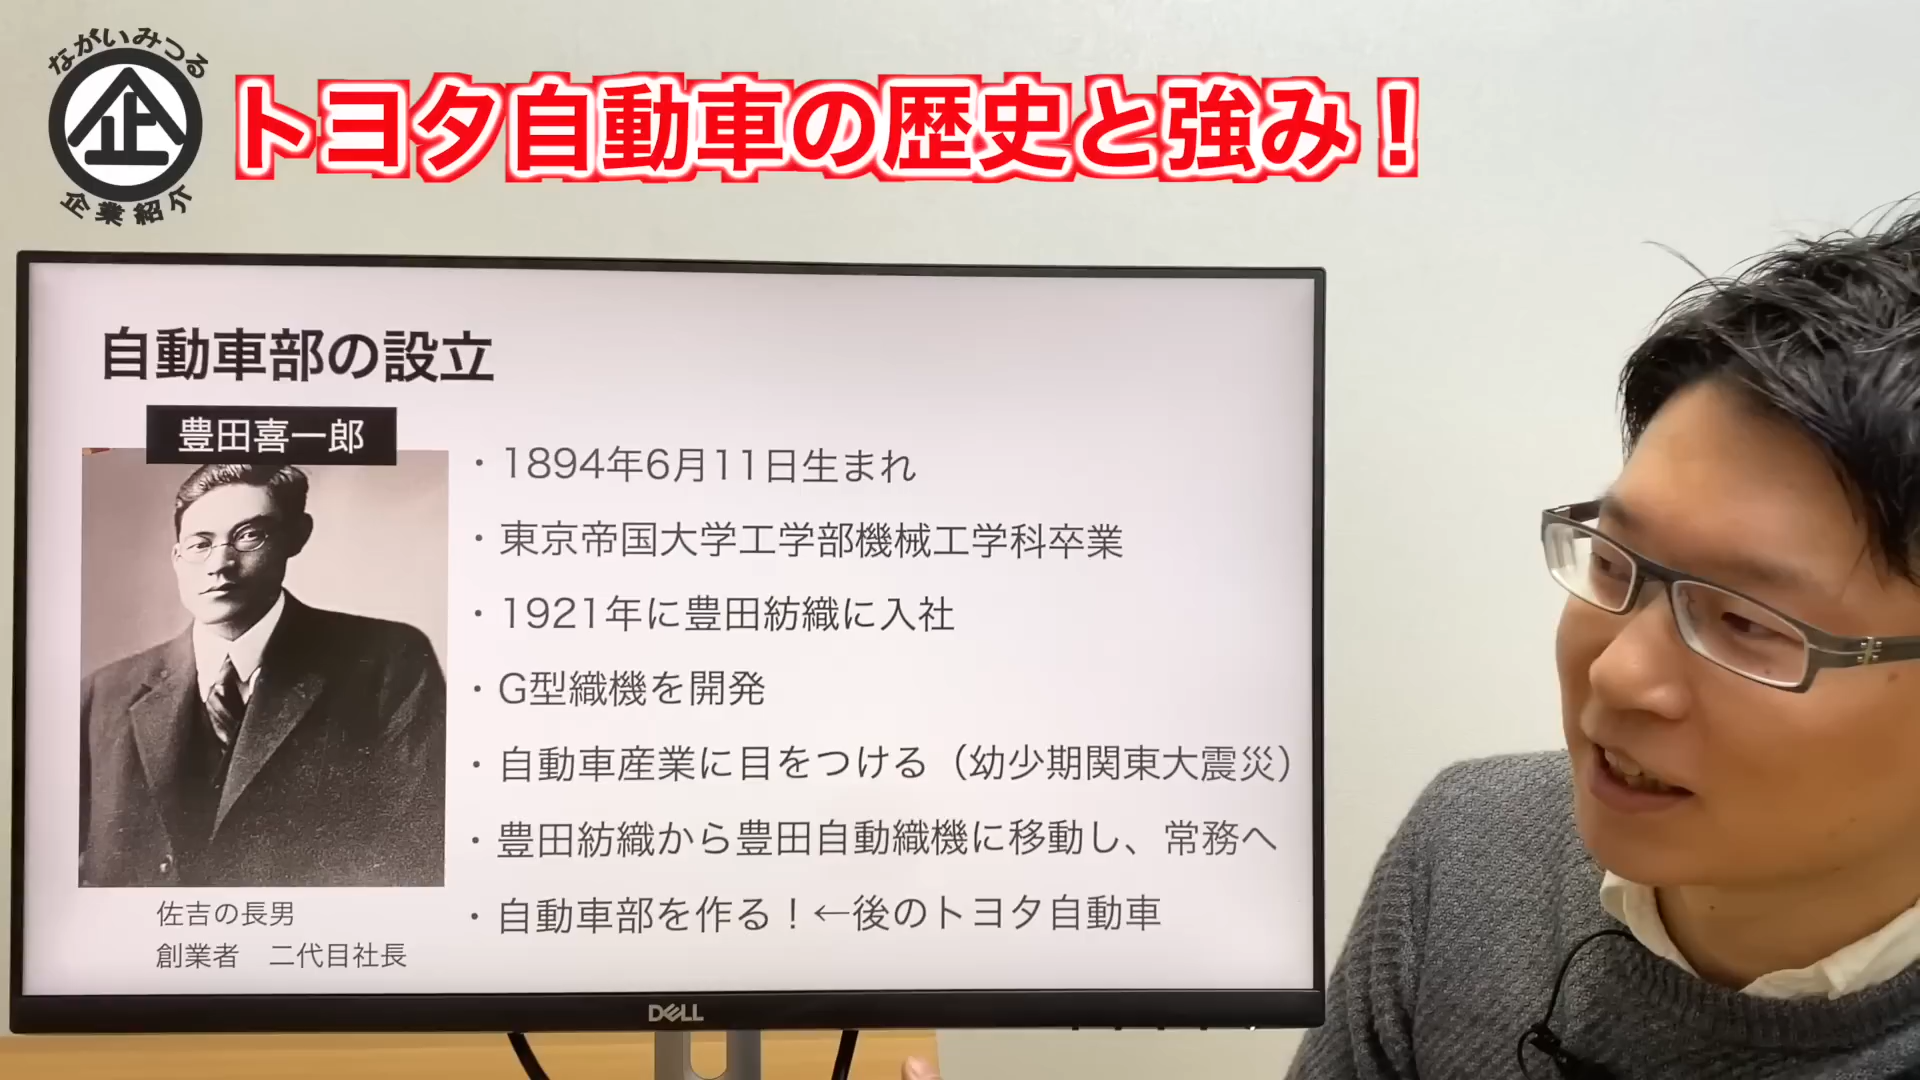 ながいみつる
企
企業紹介
トヨタ自動車の歴史と強み！
自動車部の設立
豊田喜一郎
・1894年6月11日生まれ
・東京帝国大学工学部機械工学科卒業
・1921年に豊田紡織に入社
・G型織機を開発
・自動車産業に目をつける（幼少期関東大震災）
・豊田紡織から豊田自動織機に移動し、常務へ
・自動車部を作る！←後のトヨタ自動車
佐吉の長男
創業者　二代目社長
DELL